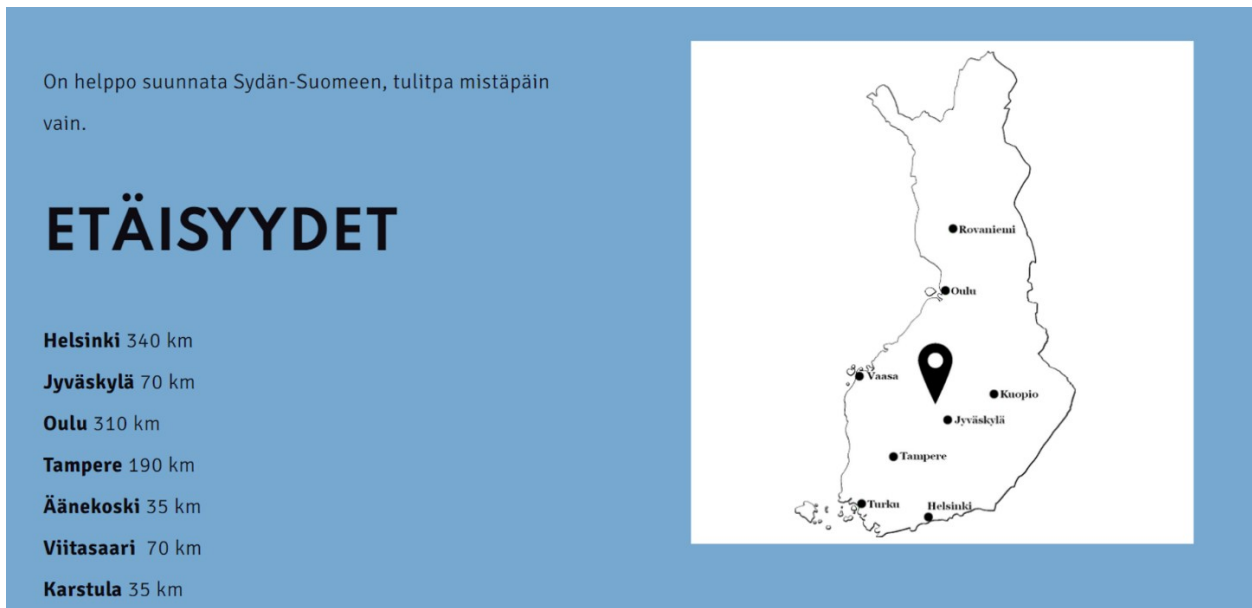 On helppo suunnata Sydän-Suomeen, tulitpa mistäpäin
vain.
ETÄISYYDET
Helsinki 340 km
Jyväskylä 70 km
Oulu 310 km
Tampere 190 km
Äänekoski 35 km
Viitasaari 70 km
Karstula 35 km
Rovaniemi
Oulu
Vaasa
Kuopio
Jyväskylä
Tampere
Turku
Helsinki